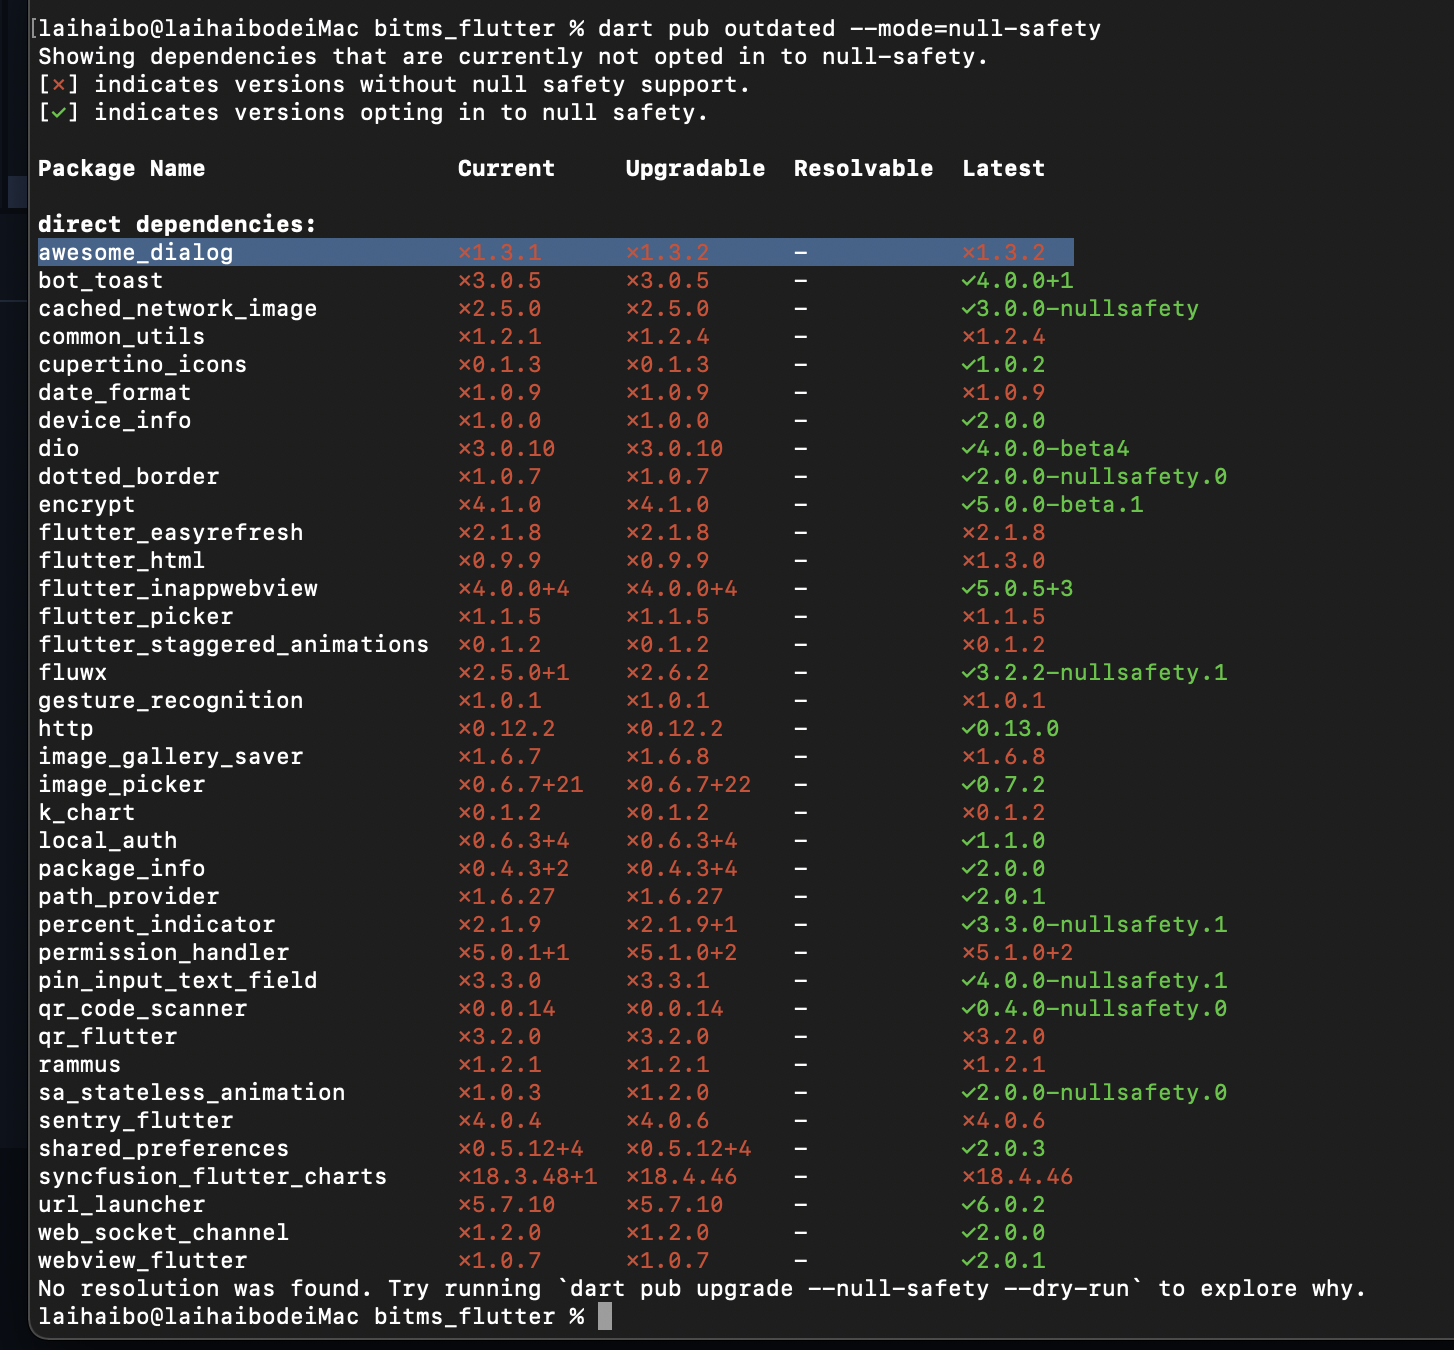 [laihaibo@laihaibodeiMac bitms_flutter % dart pub outdated --mode=null-safety
Showing dependencies that are currently not opted in to null-safety.
[✗] indicates versions without null safety support.
[✓] indicates versions opting in to null safety.
Package Name Current Upgradable Resolvable Latest
direct dependencies:
awesome_dialog ✗1.3.1 ✗1.3.2 - ✗1.3.2
bot_toast ✗3.0.5 ✗3.0.5 - ✓4.0.0+1
cached_network_image ✗2.5.0 ✗2.5.0 - ✓3.0.0-nullsafety
common_utils ✗1.2.1 ✗1.2.4 - ✗1.2.4
cupertino_icons ✗0.1.3 ✗0.1.3 - ✓1.0.2
date_format ✗1.0.9 ✗1.0.9 - ✗1.0.9
device_info ✗1.0.0 ✗1.0.0 - ✓2.0.0
dio ✗3.0.10 ✗3.0.10 - ✓4.0.0-beta4
dotted_border ✗1.0.7 ✗1.0.7 - ✓2.0.0-nullsafety.0
encrypt ✗4.1.0 ✗4.1.0 - ✓5.0.0-beta.1
flutter_easyrefresh ✗2.1.8 ✗2.1.8 - ✗2.1.8
flutter_html ✗0.9.9 ✗0.9.9 - ✗1.3.0
flutter_inappwebview ✗4.0.0+4 ✗4.0.0+4 - ✓5.0.5+3
flutter_picker ✗1.1.5 ✗1.1.5 - ✗1.1.5
flutter_staggered_animations ✗0.1.2 ✗0.1.2 - ✗0.1.2
fluwx ✗2.5.0+1 ✗2.6.2 - ✓3.2.2-nullsafety.1
gesture_recognition ✗1.0.1 ✗1.0.1 - ✗1.0.1
http ✗0.12.2 ✗0.12.2 - ✓0.13.0
image_gallery_saver ✗1.6.7 ✗1.6.8 - ✗1.6.8
image_picker ✗0.6.7+21 ✗0.6.7+22 - ✓0.7.2
k_chart ✗0.1.2 ✗0.1.2 - ✗0.1.2
local_auth ✗0.6.3+4 ✗0.6.3+4 - ✓1.1.0
package_info ✗0.4.3+2 ✗0.4.3+4 - ✓2.0.0
path_provider ✗1.6.27 ✗1.6.27 - ✓2.0.1
percent_indicator ✗2.1.9 ✗2.1.9+1 - ✓3.3.0-nullsafety.1
permission_handler ✗5.0.1+1 ✗5.1.0+2 - ✗5.1.0+2
pin_input_text_field ✗3.3.0 ✗3.3.1 - ✓4.0.0-nullsafety.1
qr_code_scanner ✗0.0.14 ✗0.0.14 - ✓0.4.0-nullsafety.0
qr_flutter ✗3.2.0 ✗3.2.0 - ✗3.2.0
rammus ✗1.2.1 ✗1.2.1 - ✗1.2.1
sa_stateless_animation ✗1.0.3 ✗1.2.0 - ✓2.0.0-nullsafety.0
sentry_flutter ✗4.0.4 ✗4.0.6 - ✗4.0.6
shared_preferences ✗0.5.12+4 ✗0.5.12+4 - ✓2.0.3
syncfusion_flutter_charts ✗18.3.48+1 ✗18.4.46 - ✗18.4.46
url_launcher ✗5.7.10 ✗5.7.10 - ✓6.0.2
web_socket_channel ✗1.2.0 ✗1.2.0 - ✓2.0.0
webview_flutter ✗1.0.7 ✗1.0.7 - ✓2.0.1
No resolution was found. Try running `dart pub upgrade --null-safety --dry-run` to explore why.
laihaibo@laihaibodeiMac bitms_flutter %